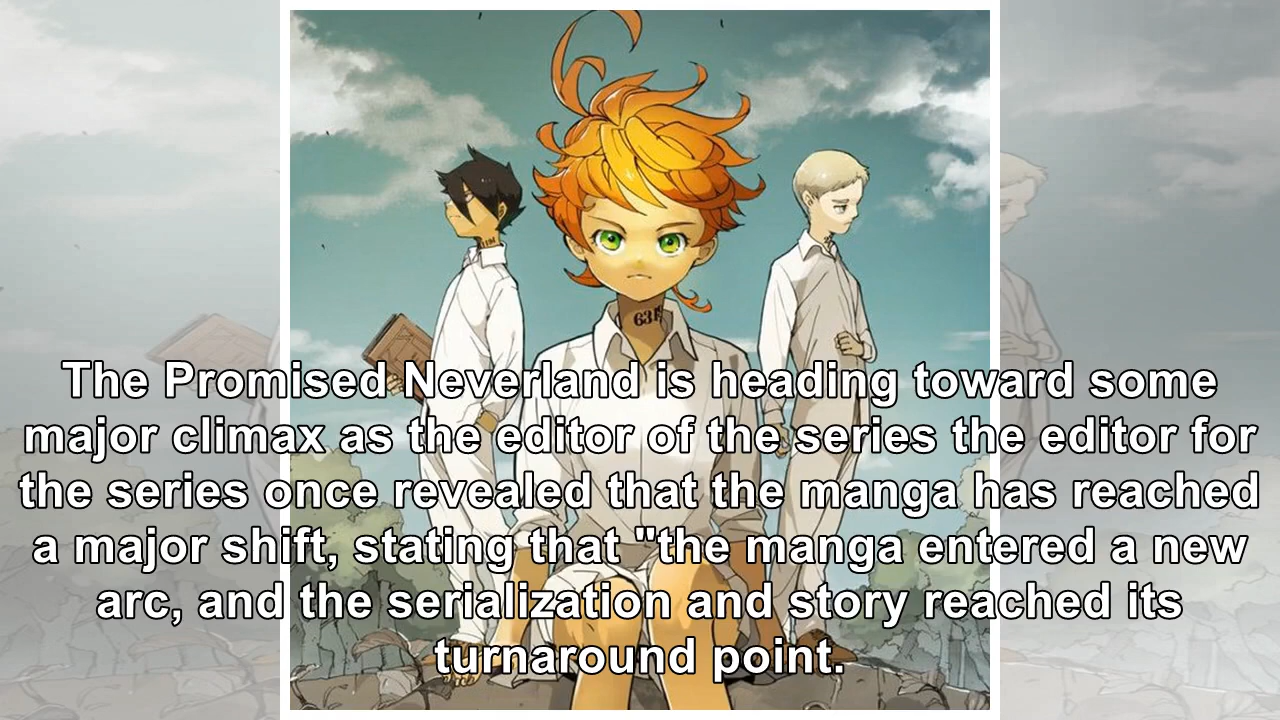 631
The Promised Neverland is heading toward some
major climax as the editor of the series the editor for
the series once revealed that the manga has reached
a major shift, stating that "the manga entered a new
arc, and the serialization and story reached its
turnaround point.